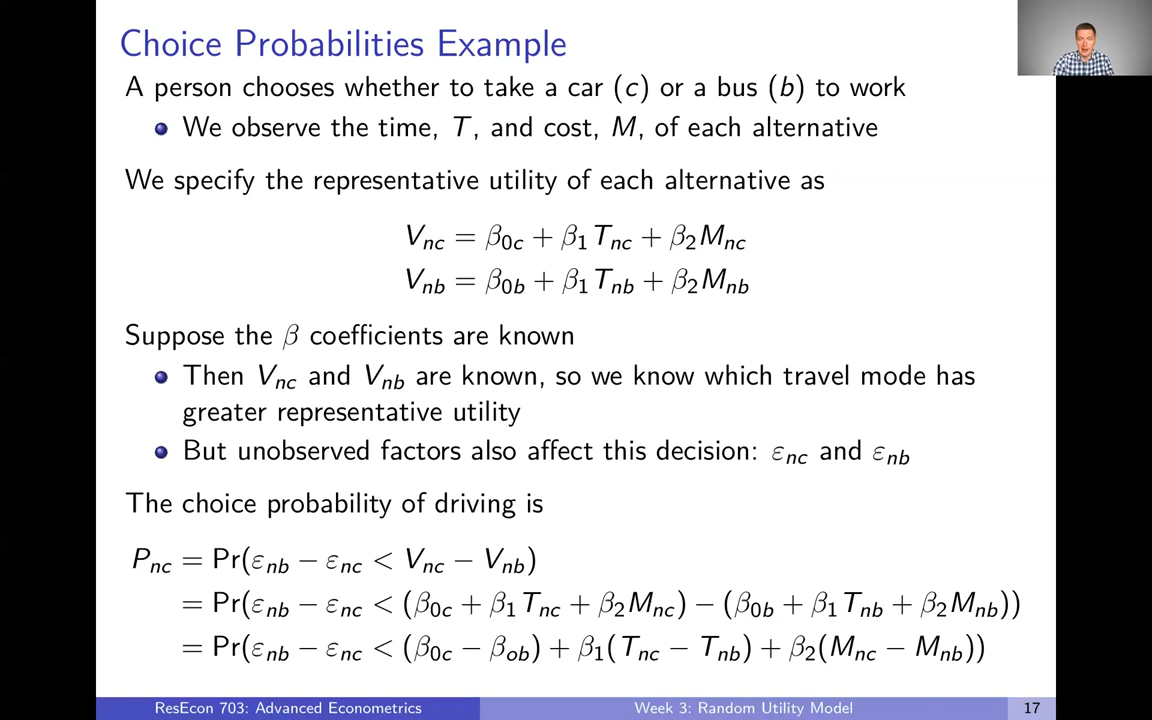 Choice Probabilities Example
A person chooses whether to take a car (c) or a bus (b) to work
We observe the time, T, and cost, M, of each alternative
We specify the representative utility of each alternative as
V_nc = β_0c + β_1 T_nc + β_2 M_nc
V_nb = β_0b + β_1 T_nb + β_2 M_nb
Suppose the β coefficients are known
Then V_nc and V_nb are known, so we know which travel mode has
greater representative utility
But unobserved factors also affect this decision: ε_nc and ε_nb
The choice probability of driving is
P_nc = Pr(ε_nb − ε_nc < V_nc − V_nb)
= Pr(ε_nb − ε_nc < (β_0c + β_1 T_nc + β_2 M_nc) − (β_0b + β_1 T_nb + β_2 M_nb))
= Pr(ε_nb − ε_nc < (β_0c − β_ob) + β_1(T_nc − T_nb) + β_2(M_nc − M_nb))
ResEcon 703: Advanced Econometrics Week 3: Random Utility Model 17